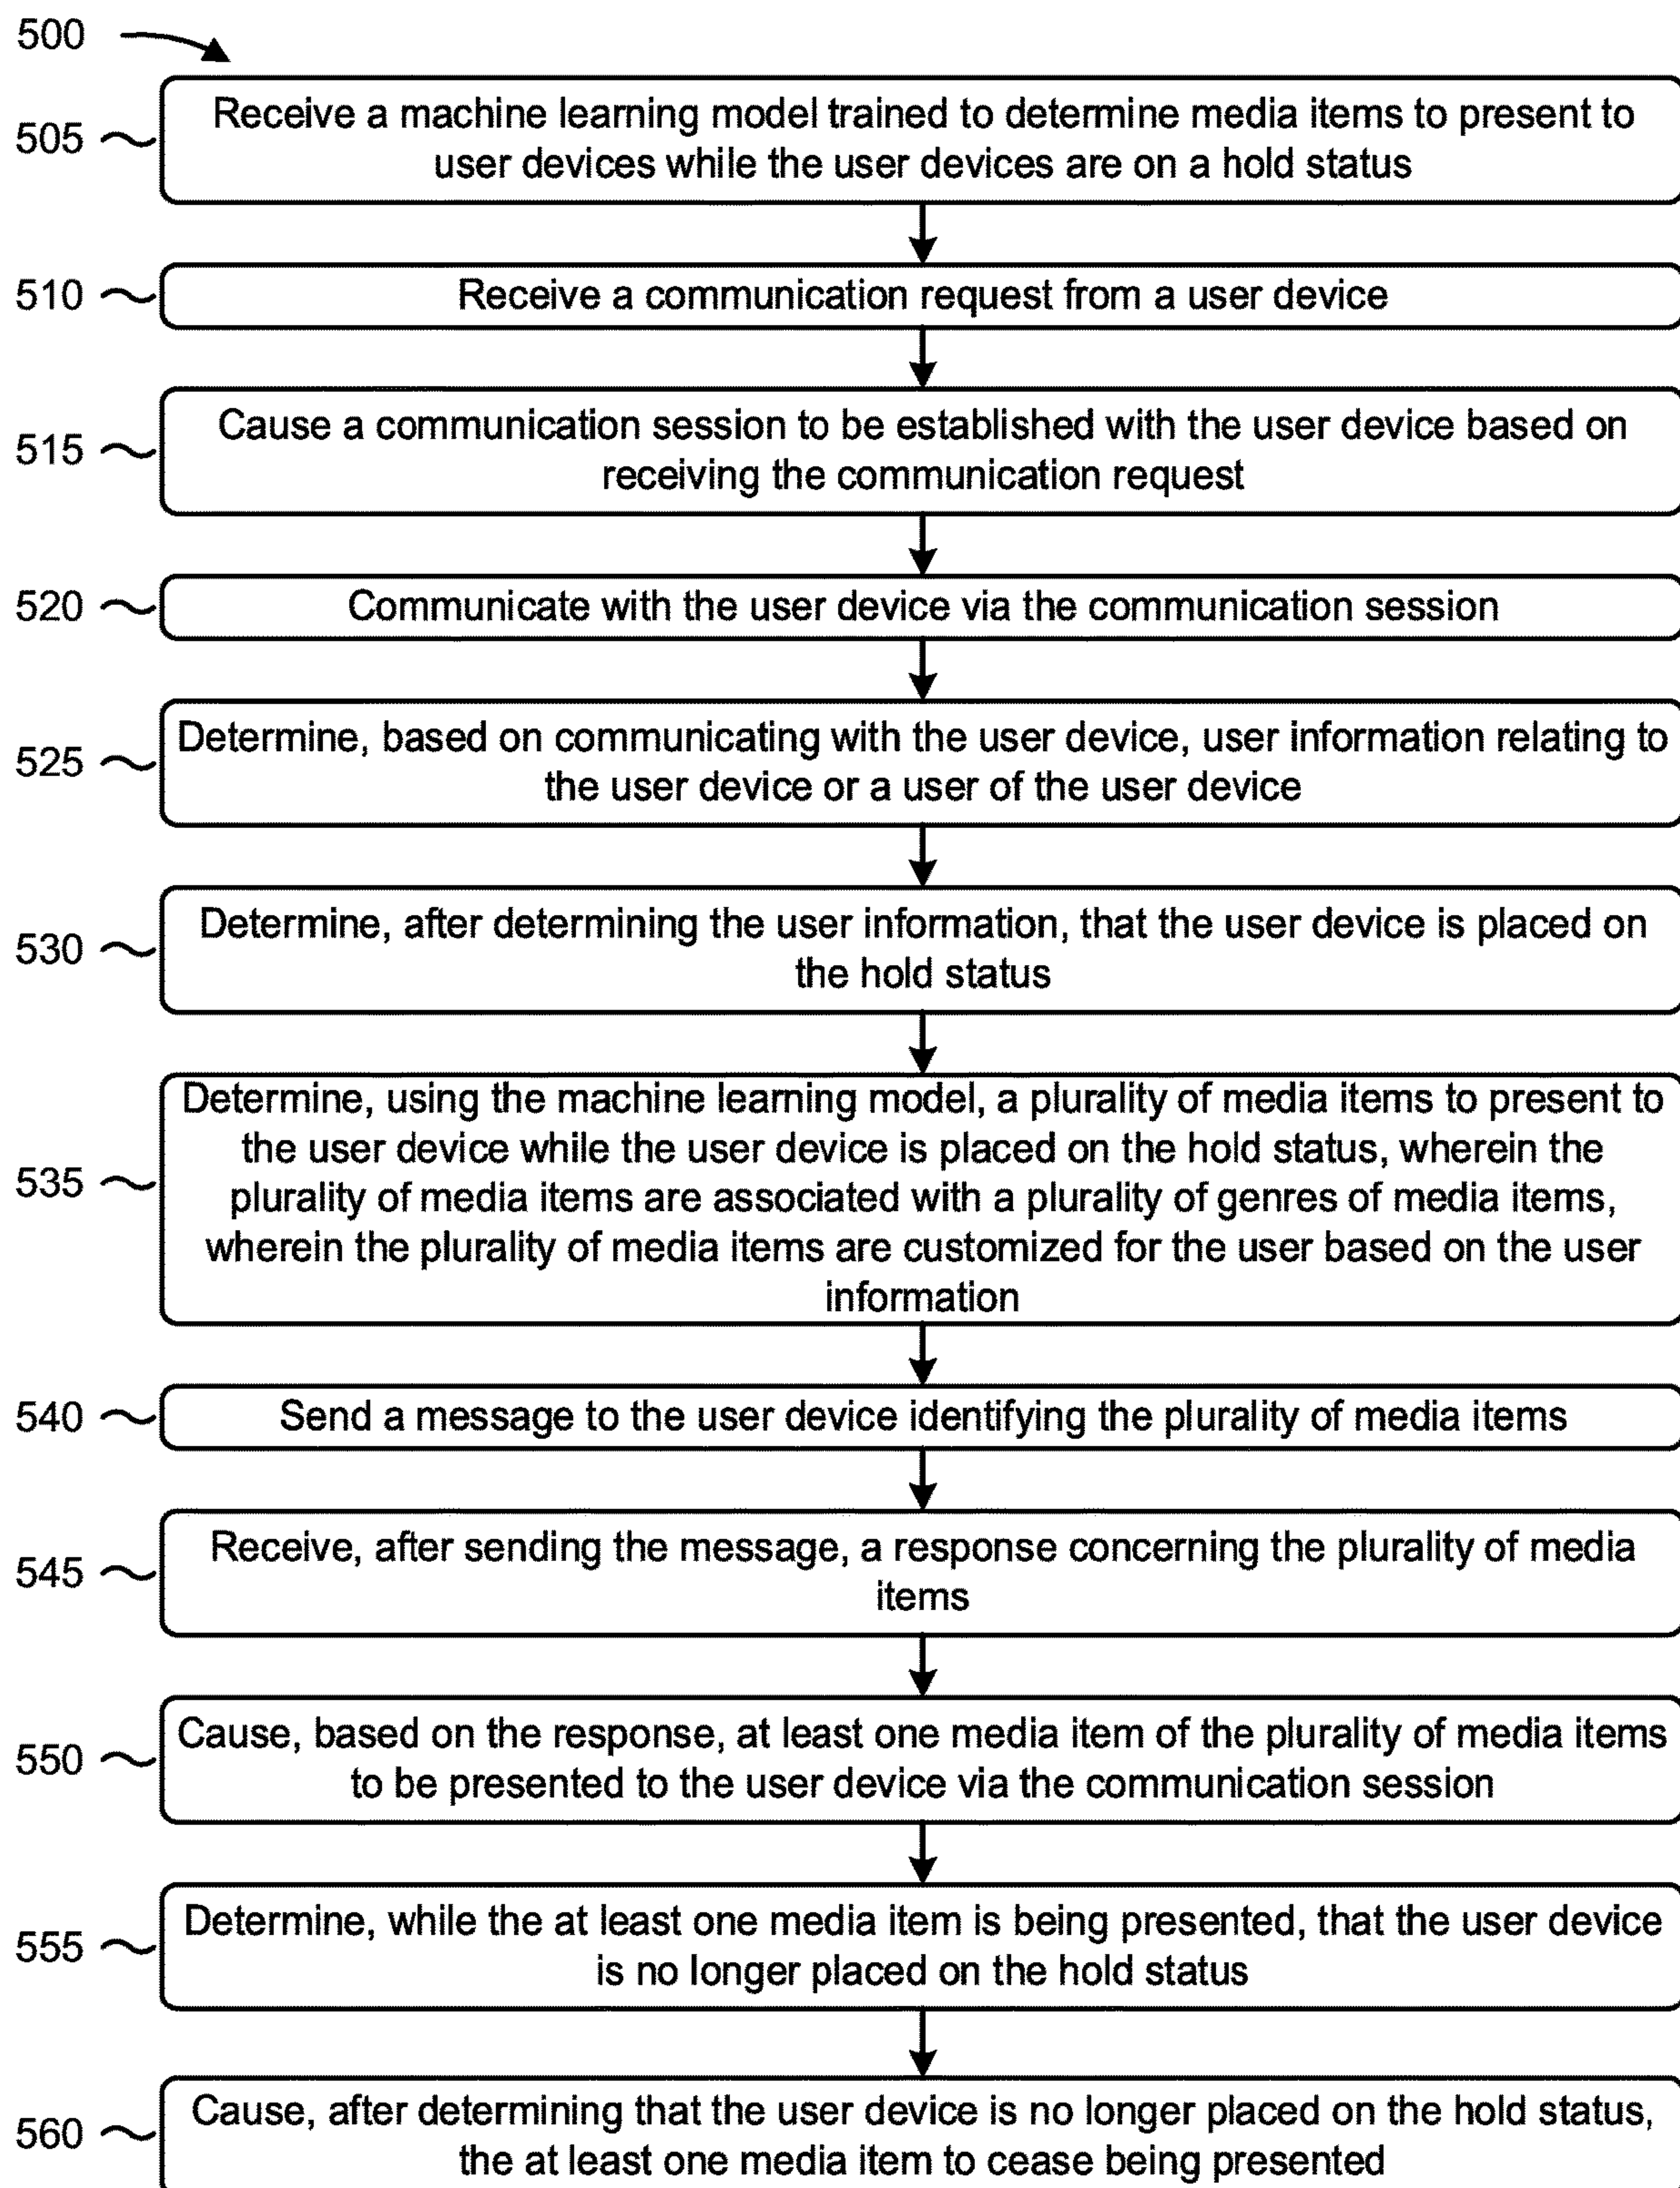 500
505
Receive a machine learning model trained to determine media items to present to
user devices while the user devices are on a hold status
510
Receive a communication request from a user device
515
Cause a communication session to be established with the user device based on
receiving the communication request
520
Communicate with the user device via the communication session
525
Determine, based on communicating with the user device, user information relating to
the user device or a user of the user device
530
Determine, after determining the user information, that the user device is placed on
the hold status
535
Determine, using the machine learning model, a plurality of media items to present to
the user device while the user device is placed on the hold status, wherein the
plurality of media items are associated with a plurality of genres of media items,
wherein the plurality of media items are customized for the user based on the user
information
540
Send a message to the user device identifying the plurality of media items
545
Receive, after sending the message, a response concerning the plurality of media
items
550
Cause, based on the response, at least one media item of the plurality of media items
to be presented to the user device via the communication session
555
Determine, while the at least one media item is being presented, that the user device
is no longer placed on the hold status
560
Cause, after determining that the user device is no longer placed on the hold status,
the at least one media item to cease being presented